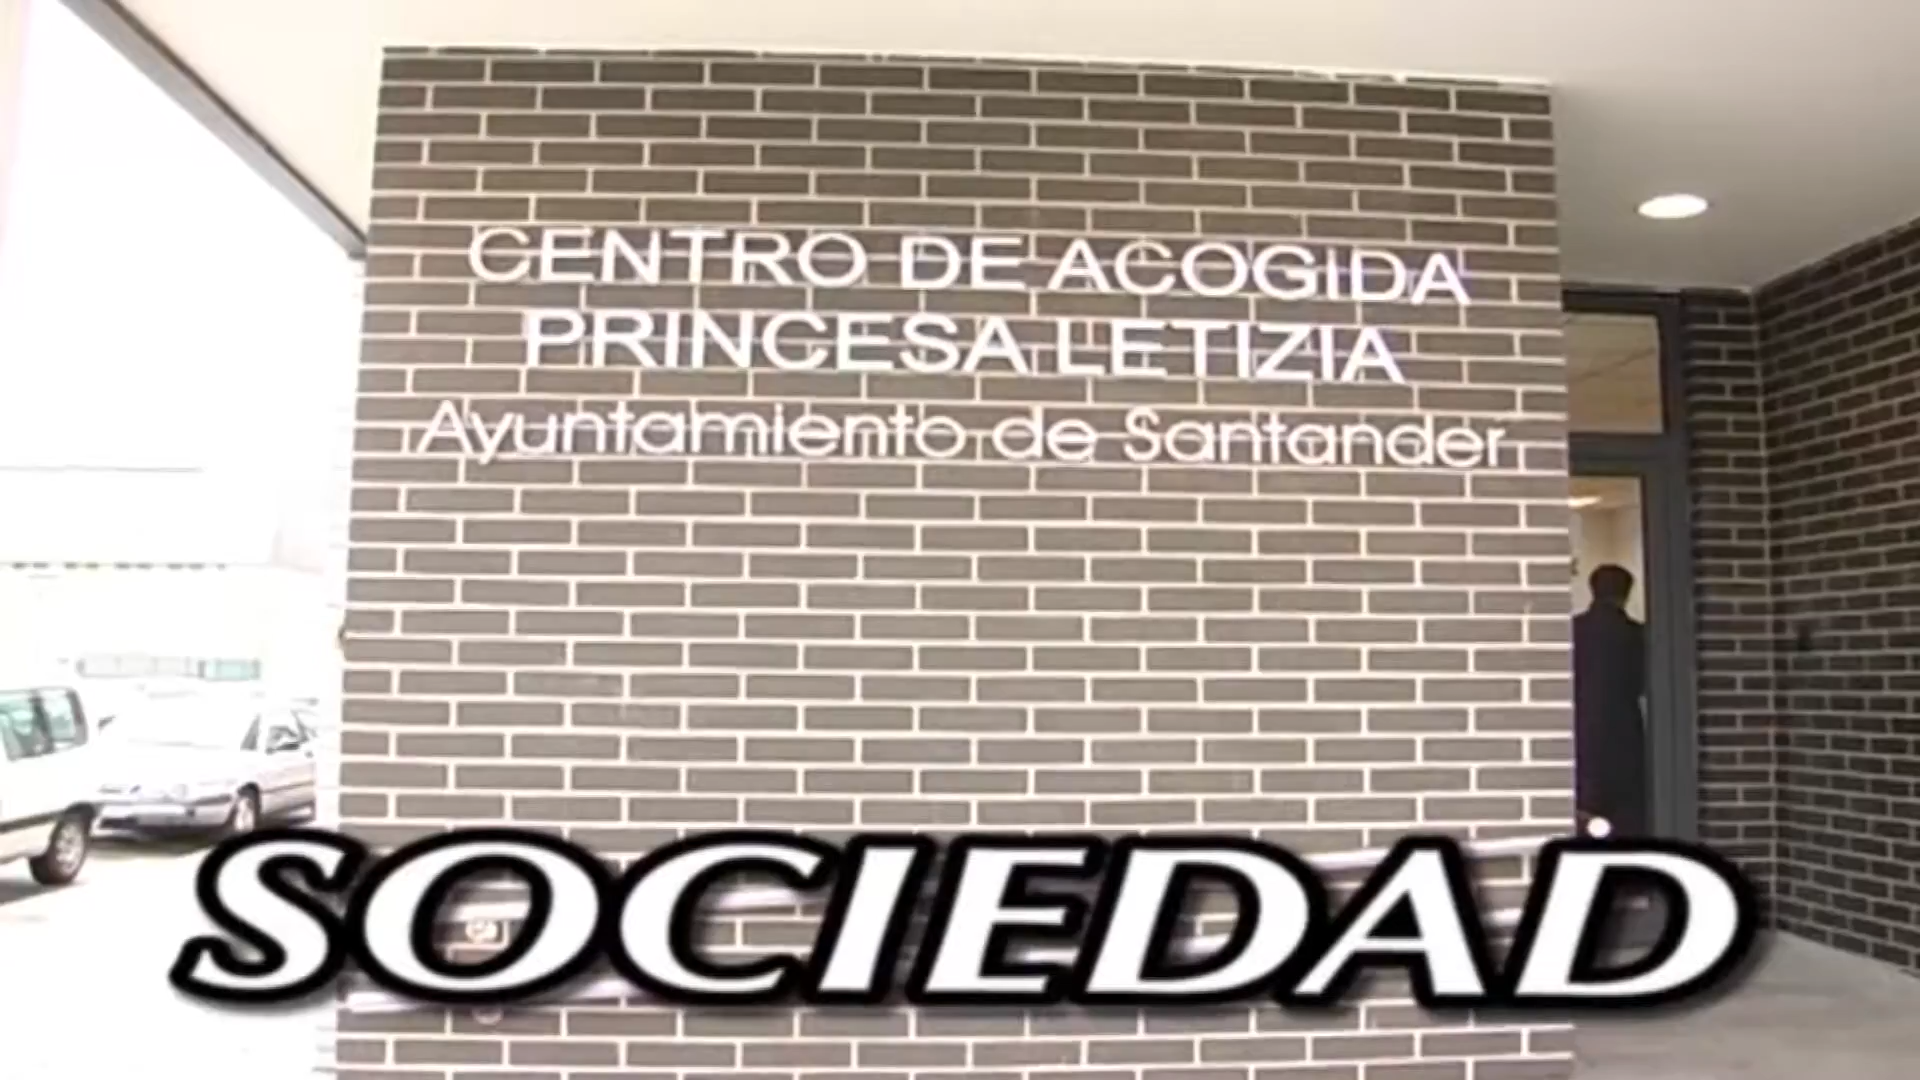 CENTRO DE ACOGIDA
PRINCESA LETIZIA
Ayuntamiento de Santander
SOCIEDAD